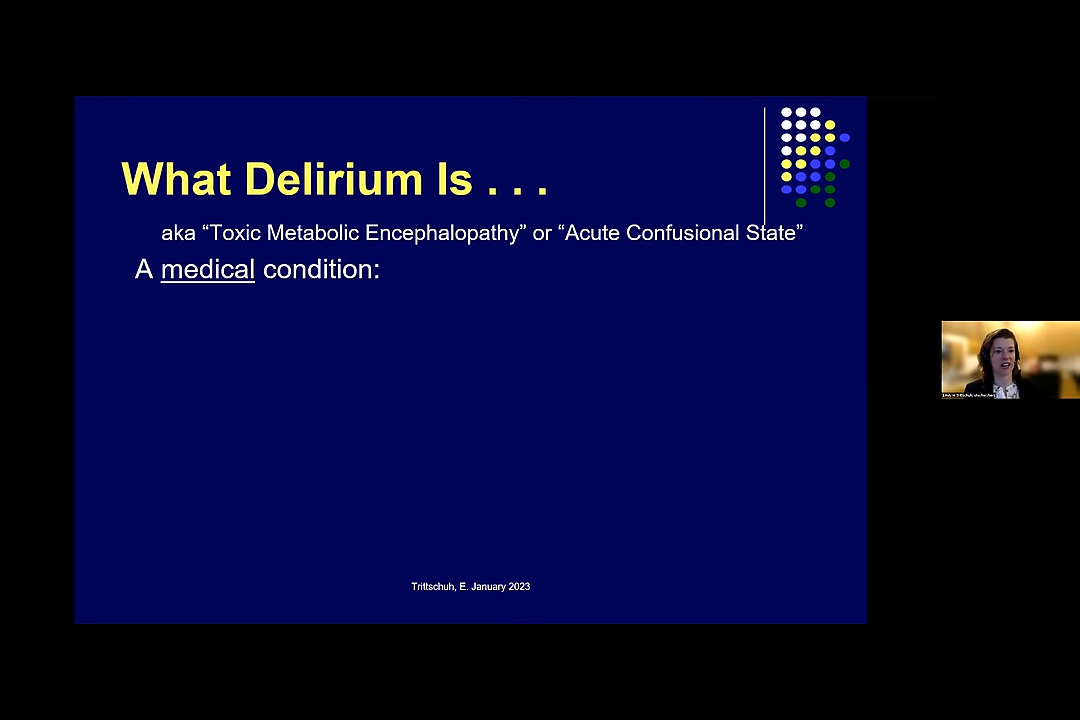 What Delirium Is . . .
aka “Toxic Metabolic Encephalopathy” or “Acute Confusional State”
A medical condition:
Trittschuh, E. January 2023